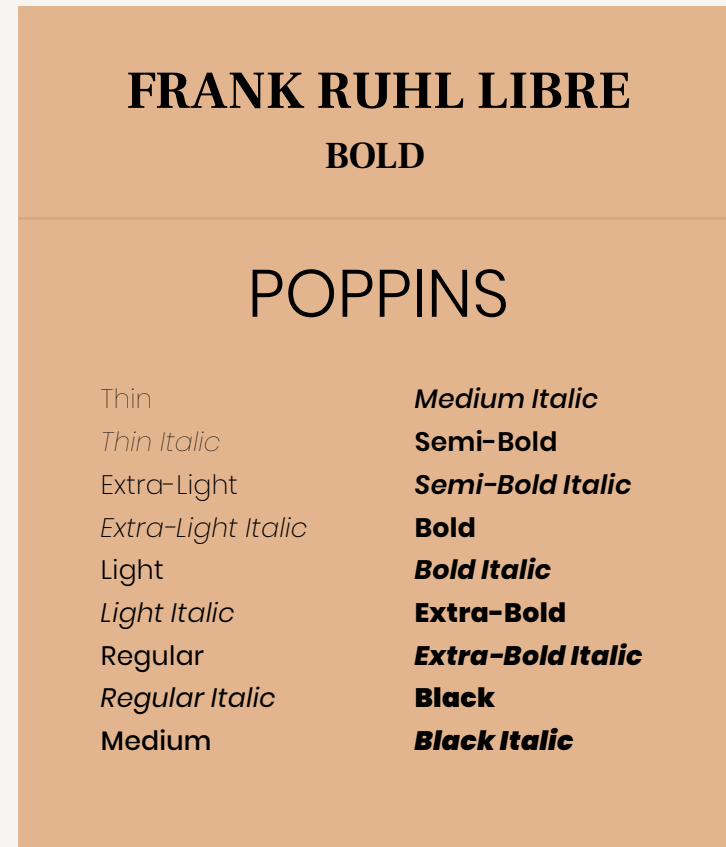 FRANK RUHL LIBRE
BOLD
POPPINS
Thin
Thin Italic
Extra-Light
Extra-Light Italic
Light
Light Italic
Regular
Regular Italic
Medium
Medium Italic
Semi-Bold
Semi-Bold Italic
Bold
Bold Italic
Extra-Bold
Extra-Bold Italic
Black
Black Italic